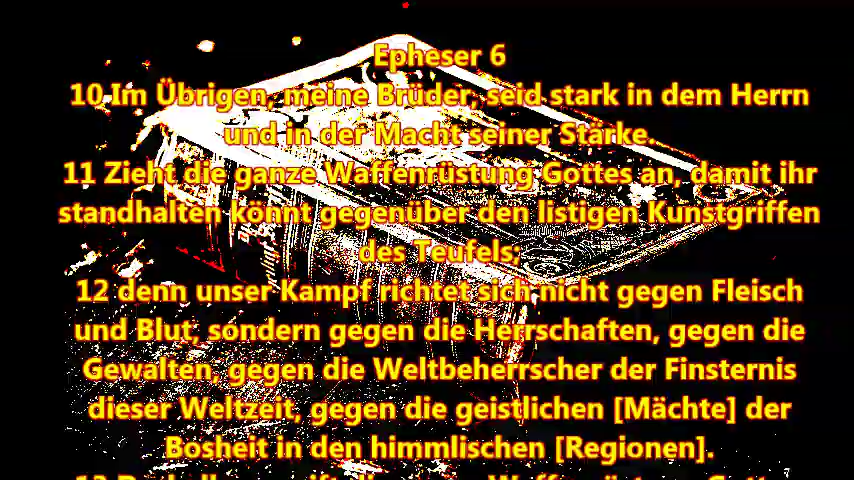 Epheser 6
10 Im Übrigen, meine Brüder, seid stark in dem Herrn
und in der Macht seiner Stärke.
11 Zieht die ganze Waffenrüstung Gottes an, damit ihr
standhalten könnt gegenüber den listigen Kunstgriffen
des Teufels;
12 denn unser Kampf richtet sich nicht gegen Fleisch
und Blut, sondern gegen die Herrschaften, gegen die
Gewalten, gegen die Weltbeherrscher der Finsternis
dieser Weltzeit, gegen die geistlichen [Mächte] der
Bosheit in den himmlischen [Regionen].